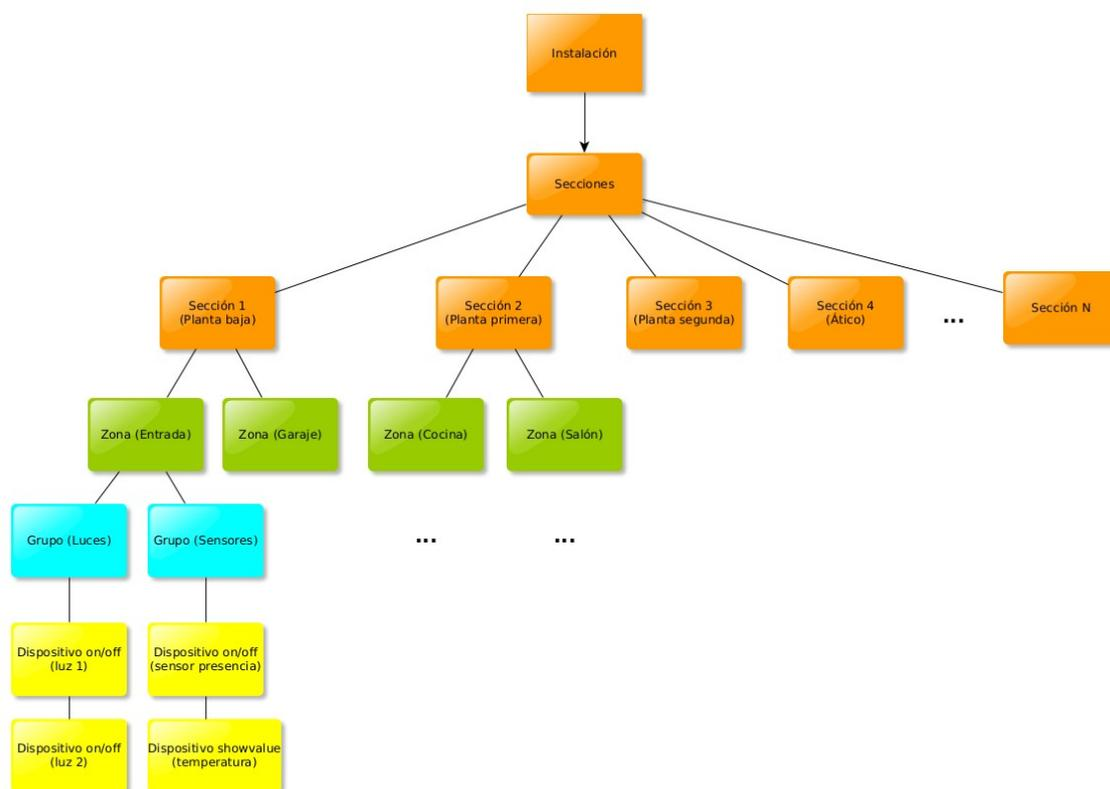 Instalación
Secciones
Sección 1
(Planta baja)
Sección 2
(Planta primera)
Sección 3
(Planta segunda)
Sección 4
(Ático)
...
Sección N
Zona (Entrada)
Zona (Garaje)
Zona (Cocina)
Zona (Salón)
Grupo (Luces)
Grupo (Sensores)
...
...
Dispositivo on/off
(luz 1)
Dispositivo on/off
(sensor presencia)
Dispositivo on/off
(luz 2)
Dispositivo showvalue
(temperatura)